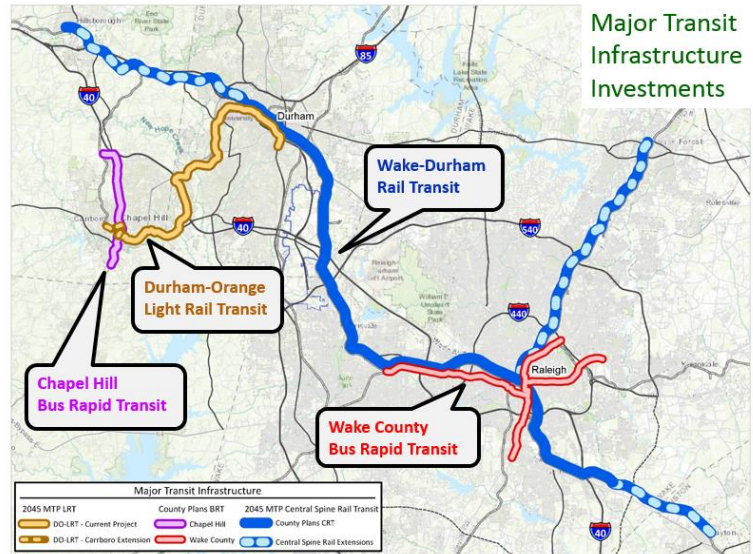 Major Transit
Infrastructure
Investments
Hillsborough
85
40
Durham
Wake-Durham
Rail Transit
Chapel Hill
40
540
Durham-Orange
Light Rail Transit
440
Chapel Hill
Bus Rapid Transit
Raleigh
Wake County
Bus Rapid Transit
40
Major Transit Infrastructure
2045 MTP LRT
County Plans BRT
2045 MTP Central Spine Rail Transit
DO-LRT - Current Project
Chapel Hill
County Plans CRT
DO-LRT - Carrboro Extension
Wake County
Central Spine Rail Extensions